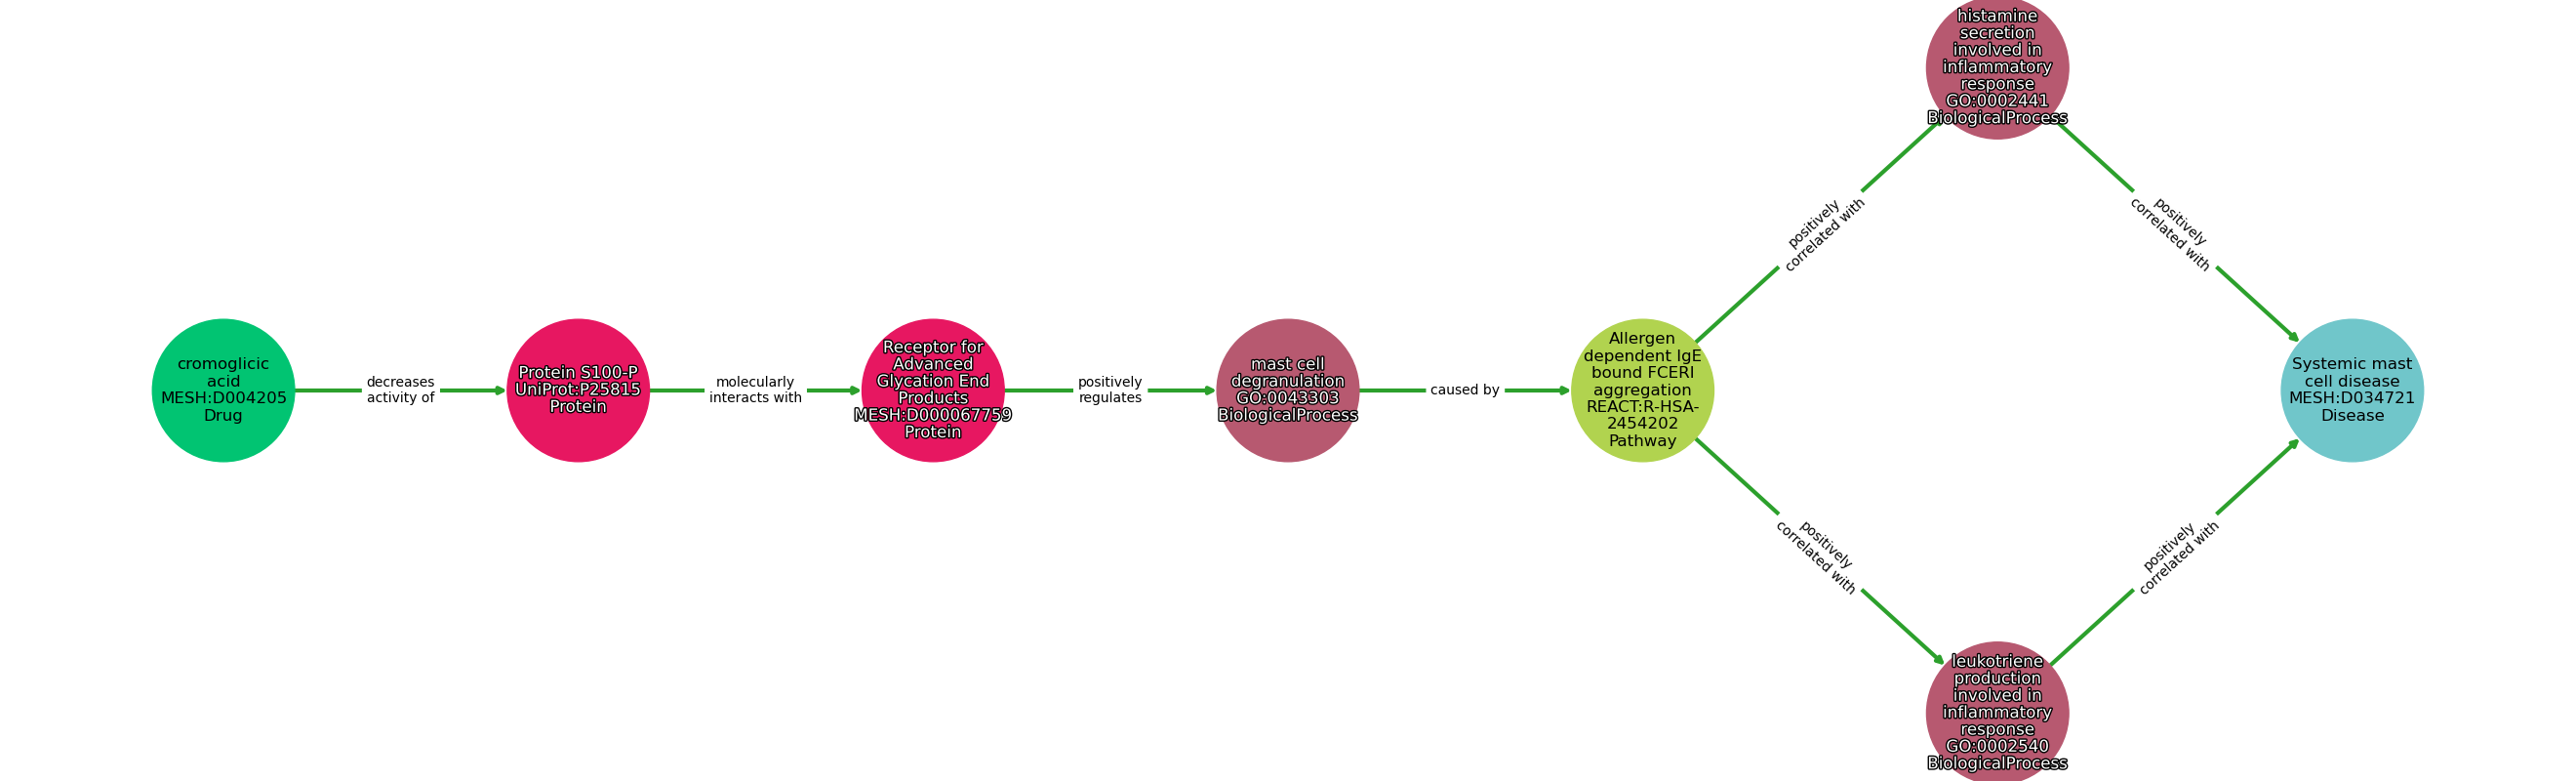 cromoglicic
acid
MESH:D004205
Drug
decreases
activity of
Protein S100-P
UniProt:P25815
Protein
molecularly
interacts with
Receptor for
Advanced
Glycation End
Products
MESH:D000067759
Protein
positively
regulates
mast cell
degranulation
GO:0043303
BiologicalProcess
caused by
Allergen
dependent IgE
bound FCERI
aggregation
REACT:R-HSA-
2454202
Pathway
positively
correlated with
histamine
secretion
involved in
inflammatory
response
GO:0002441
BiologicalProcess
positively
correlated with
positively
correlated with
leukotriene
production
involved in
inflammatory
response
GO:0002540
BiologicalProcess
positively
correlated with
Systemic mast
cell disease
MESH:D034721
Disease